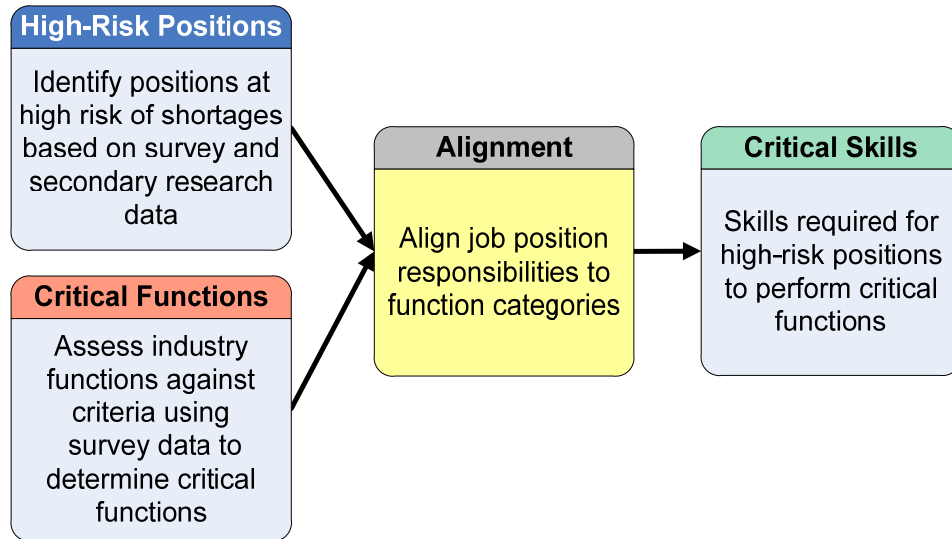 High-Risk Positions
Identify positions at
high risk of shortages
based on survey and
secondary research
data
Critical Functions
Assess industry
functions against
criteria using
survey data to
determine critical
functions
Alignment
Align job position
responsibilities to
function categories
Critical Skills
Skills required for
high-risk positions
to perform critical
functions